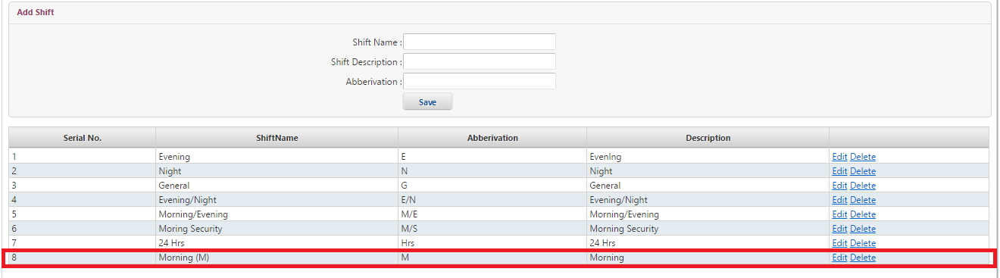 Add Shift
Shift Name :
Shift Description :
Abberivation :
Save
Serial No. ShiftName Abberivation Description
1 Evening E EvenIng Edit Delete
2 Night N Night Edit Delete
3 General G General Edit Delete
4 Evening/Night E/N Evening/Night Edit Delete
5 Morning/Evening M/E Morning/Evening Edit Delete
6 Moring Security M/S Morning Security Edit Delete
7 24 Hrs Hrs 24 Hrs Edit Delete
8 Morning (M) M Morning Edit Delete